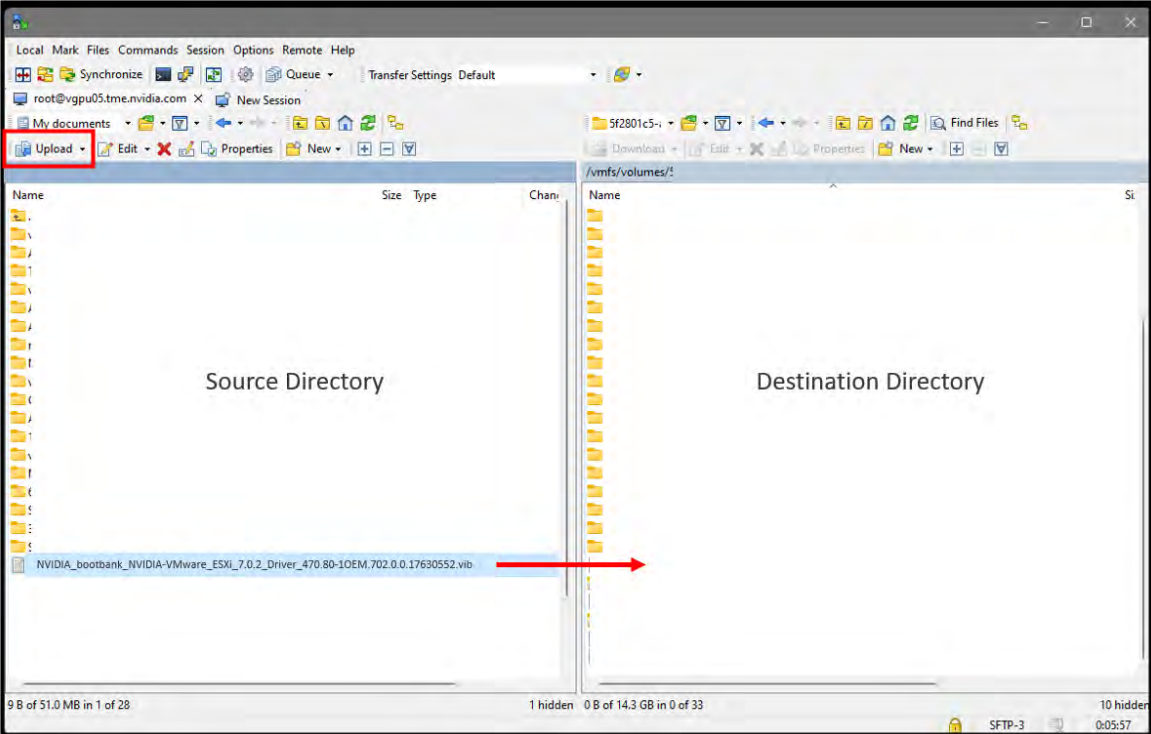 Local Mark Files Commands Session Options Remote Help
Synchronize Queue Transfer Settings Default
root@vgpu05.tme.nvidia.com × New Session
My documents 5f2801c5-. Find Files
Upload Edit Properties New Download Edit Properties New
/vmfs/volumes/
Name Size Type Chan Name Si
Source Directory Destination Directory
NVIDIA_bootbank_NVIDIA-VMware_ESXi_7.0.2_Driver_470.80-1OEM.702.0.0.17630552.vib
9 B of 51.0 MB in 1 of 28 1 hidden 0 B of 14.3 GB in 0 of 33 10 hidden
SFTP-3 0:05:57